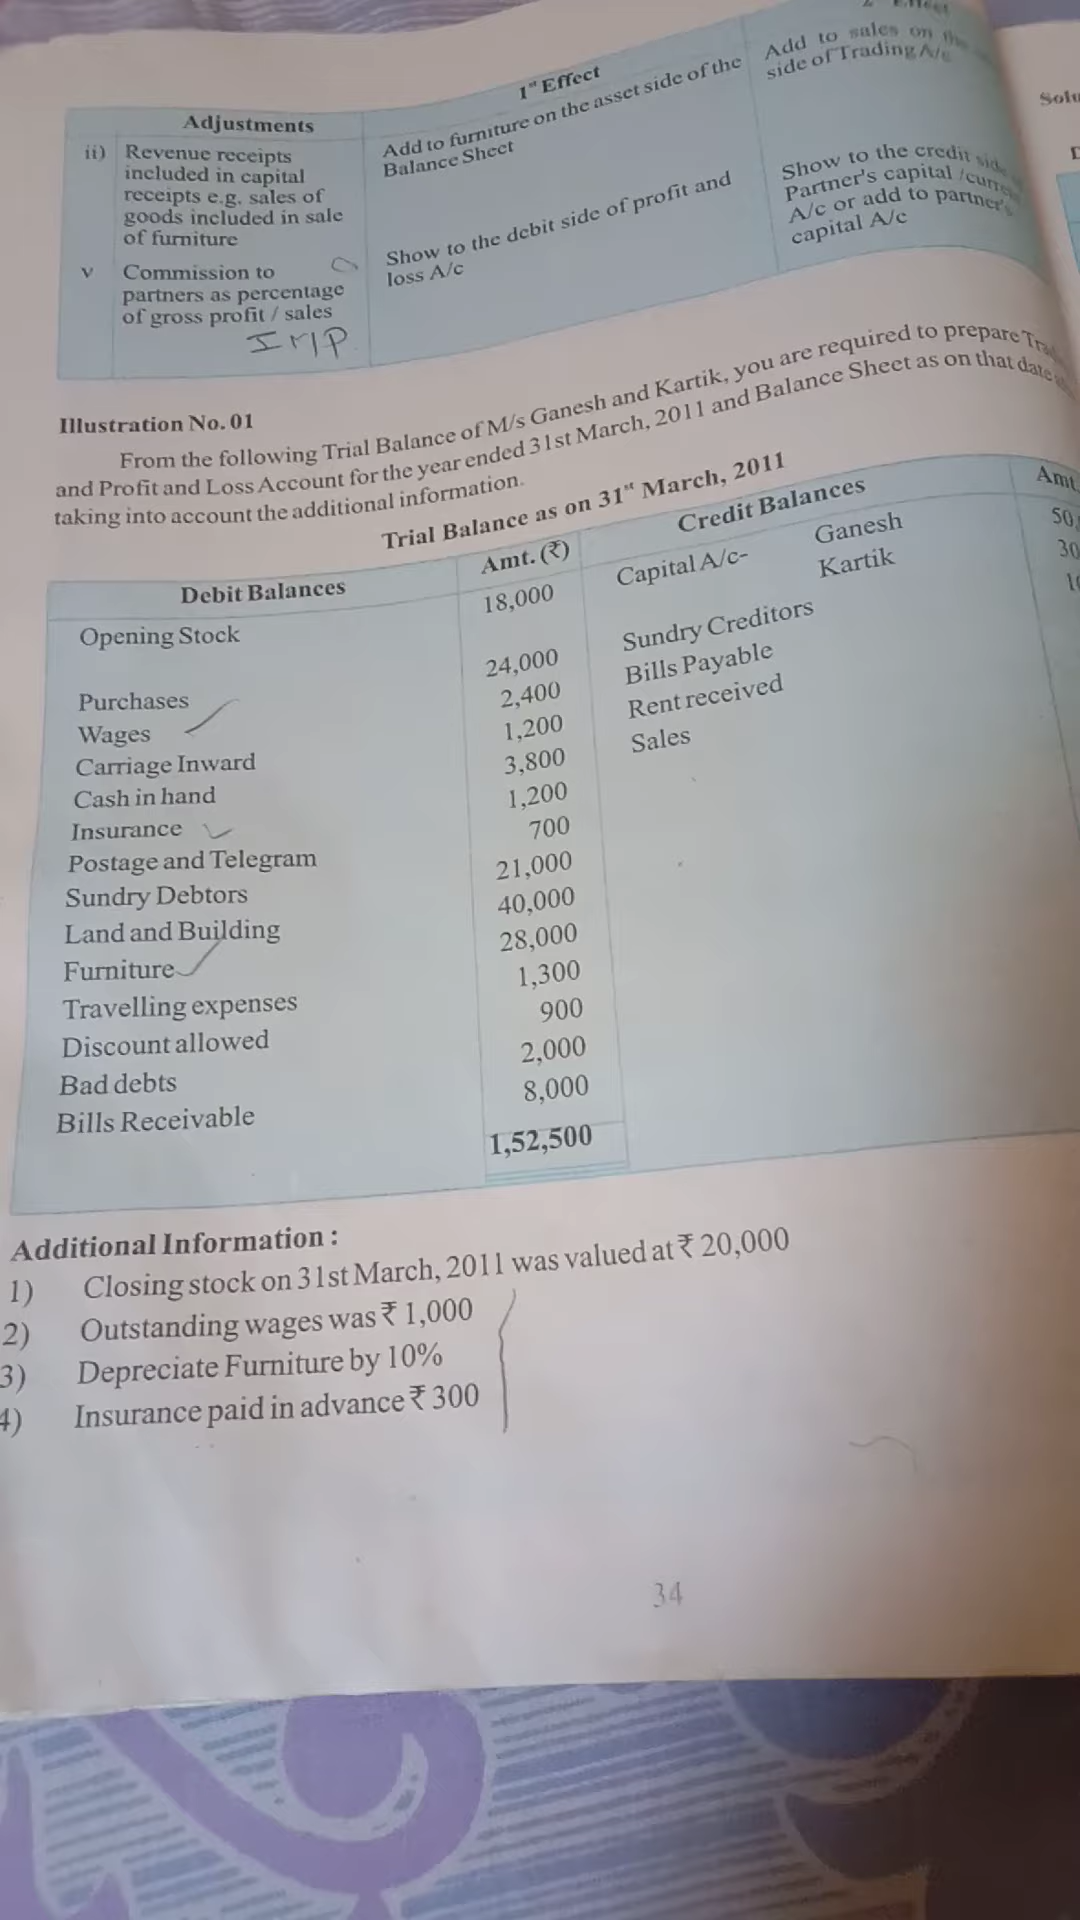 Effect
1st Effect
Adjustments
ii) Revenue receipts
included in capital
receipts e.g. sales of
goods included in sale
of furniture
Add to furniture on the asset side of the
Balance Sheet
Add to sales on the
side of Trading A/c
v Commission to
partners as percentage
of gross profit / sales
Show to the debit side of profit and
loss A/c
Show to the credit side
Partner's capital /curre
A/c or add to partner's
capital A/c
IMP
Illustration No. 01
From the following Trial Balance of M/s Ganesh and Kartik, you are required to prepare Tra
and Profit and Loss Account for the year ended 31st March, 2011 and Balance Sheet as on that date
taking into account the additional information.
Trial Balance as on 31st March, 2011
Debit Balances Amt. (₹) Credit Balances Amt.
Opening Stock 18,000 Capital A/c- Ganesh 50,
Kartik 30
Purchases 24,000 Sundry Creditors 10
Wages 2,400 Bills Payable
Carriage Inward 1,200 Rent received
Cash in hand 3,800 Sales
Insurance 1,200
Postage and Telegram 700
Sundry Debtors 21,000
Land and Building 40,000
Furniture 28,000
Travelling expenses 1,300
Discount allowed 900
Bad debts 2,000
Bills Receivable 8,000
1,52,500
Additional Information :
1) Closing stock on 31st March, 2011 was valued at ₹ 20,000
2) Outstanding wages was ₹ 1,000
3) Depreciate Furniture by 10%
4) Insurance paid in advance ₹ 300
34
Solu